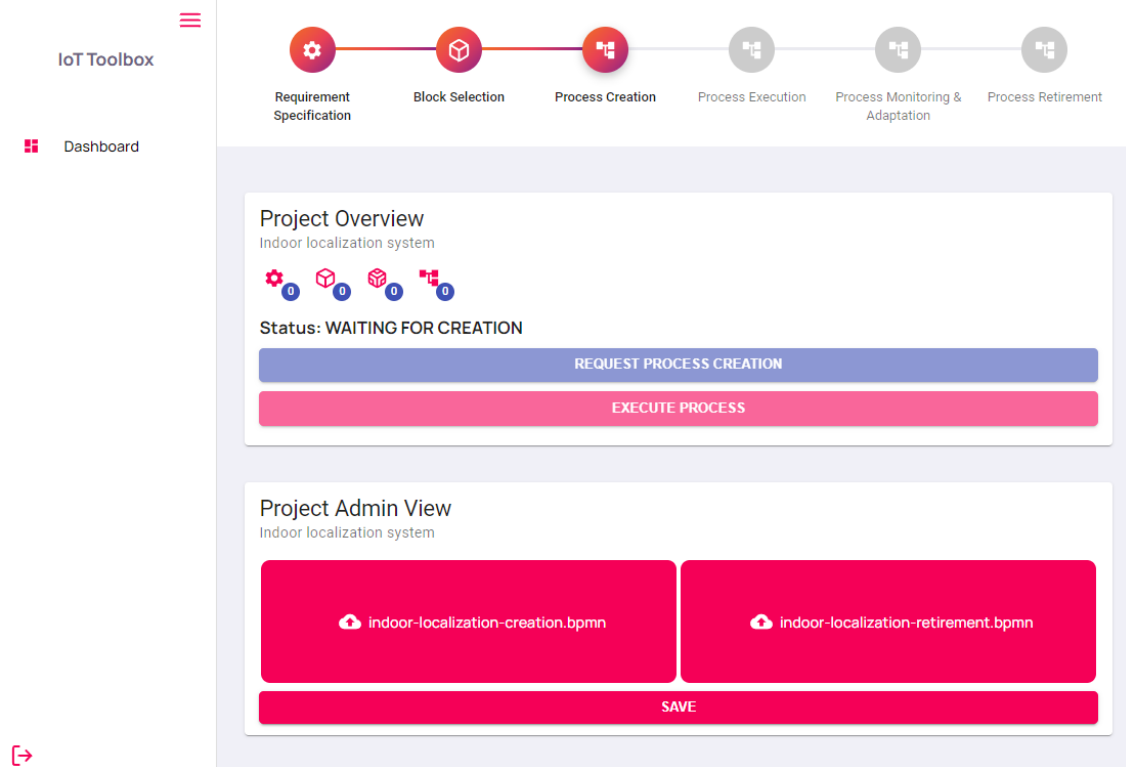 IoT Toolbox
Dashboard
Requirement
Specification
Block Selection
Process Creation
Process Execution
Process Monitoring &
Adaptation
Process Retirement
Project Overview
Indoor localization system
0 0 0 0
Status: WAITING FOR CREATION
REQUEST PROCESS CREATION
EXECUTE PROCESS
Project Admin View
Indoor localization system
indoor-localization-creation.bpmn
indoor-localization-retirement.bpmn
SAVE